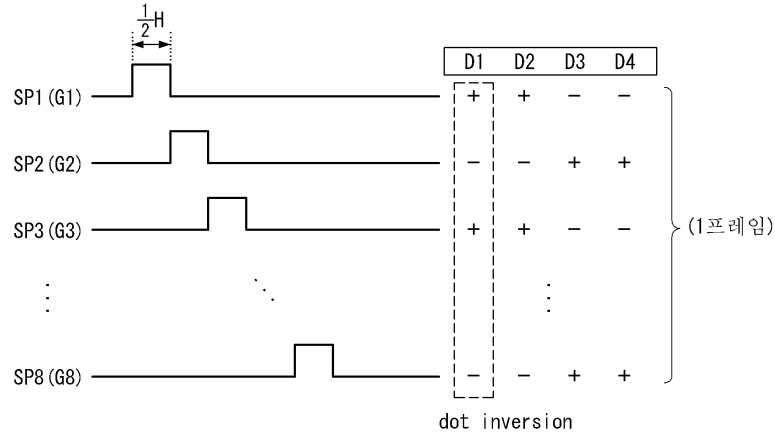 1/2 H
D1 D2 D3 D4
SP1(G1) + + − −
SP2(G2) − − + +
SP3(G3) + + − −
(1프레임)
SP8(G8) − − + +
dot inversion